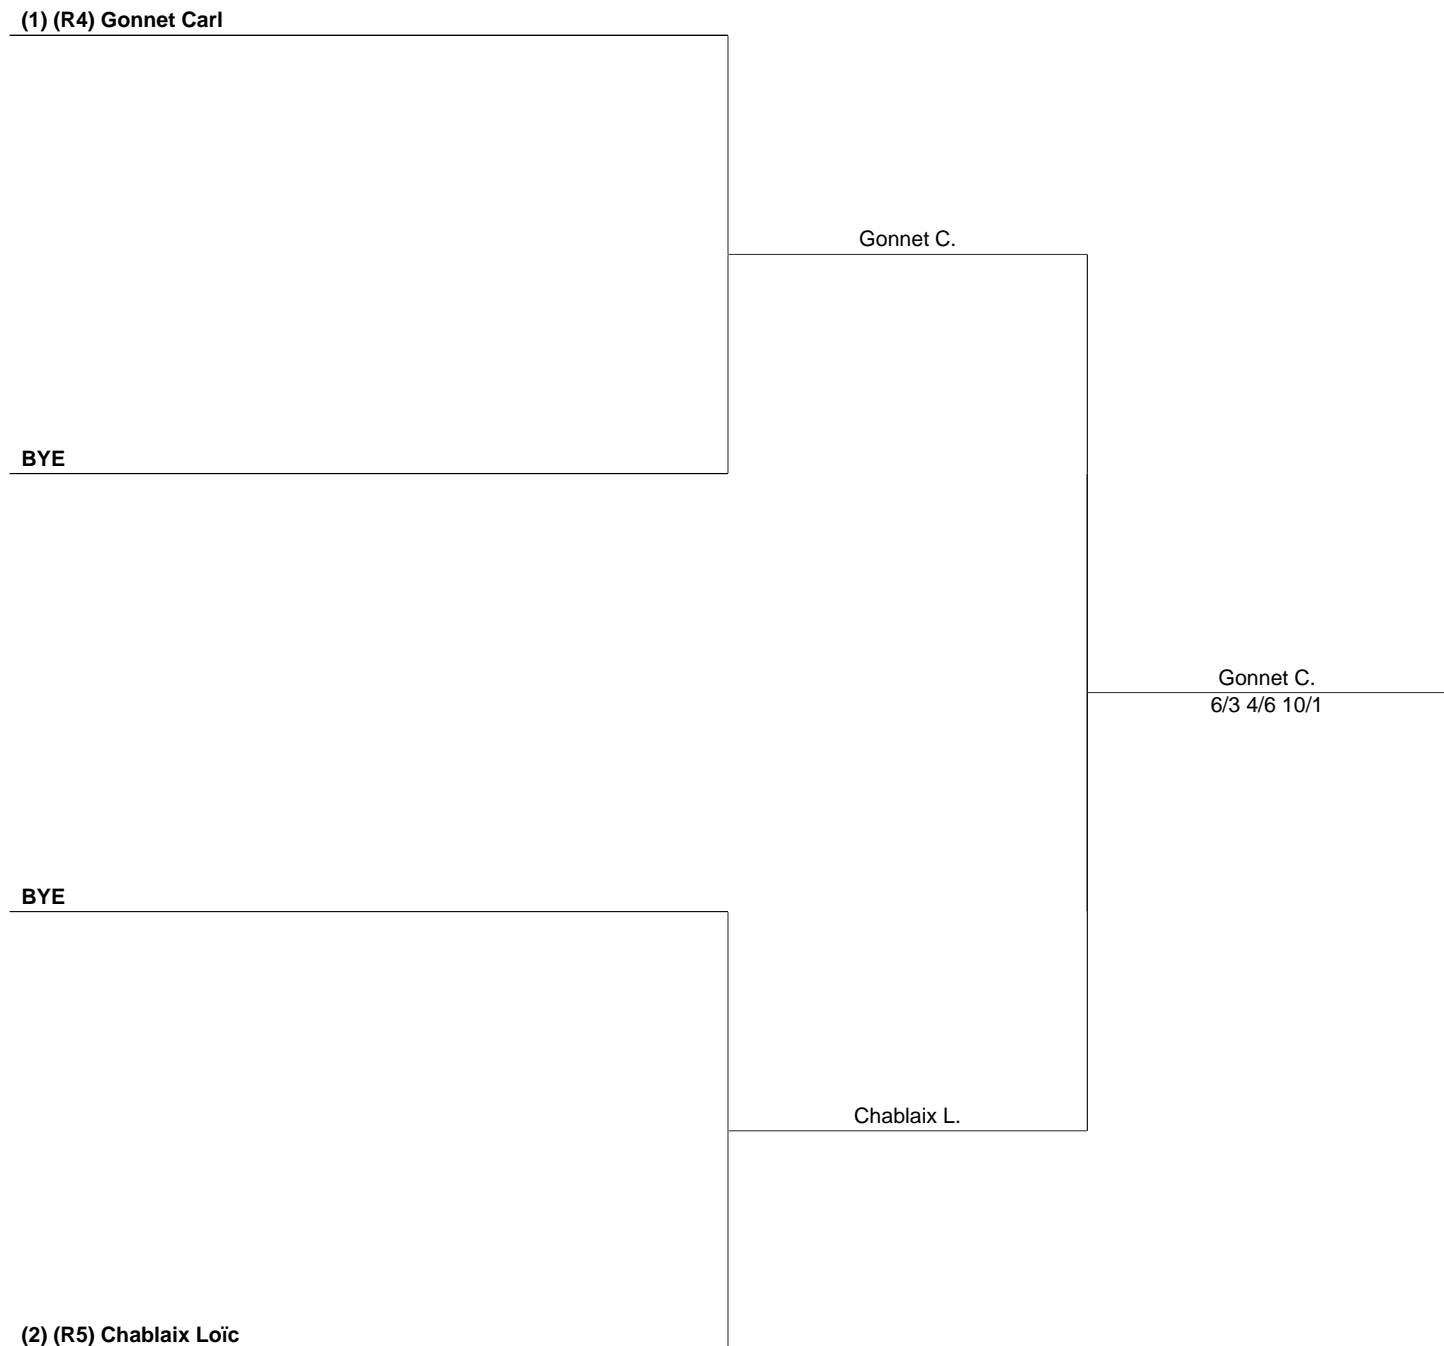 (1) (R4) Gonnet Carl
Gonnet C.
BYE
Gonnet C.
6/3 4/6 10/1
BYE
Chablaix L.
(2) (R5) Chablaix Loïc